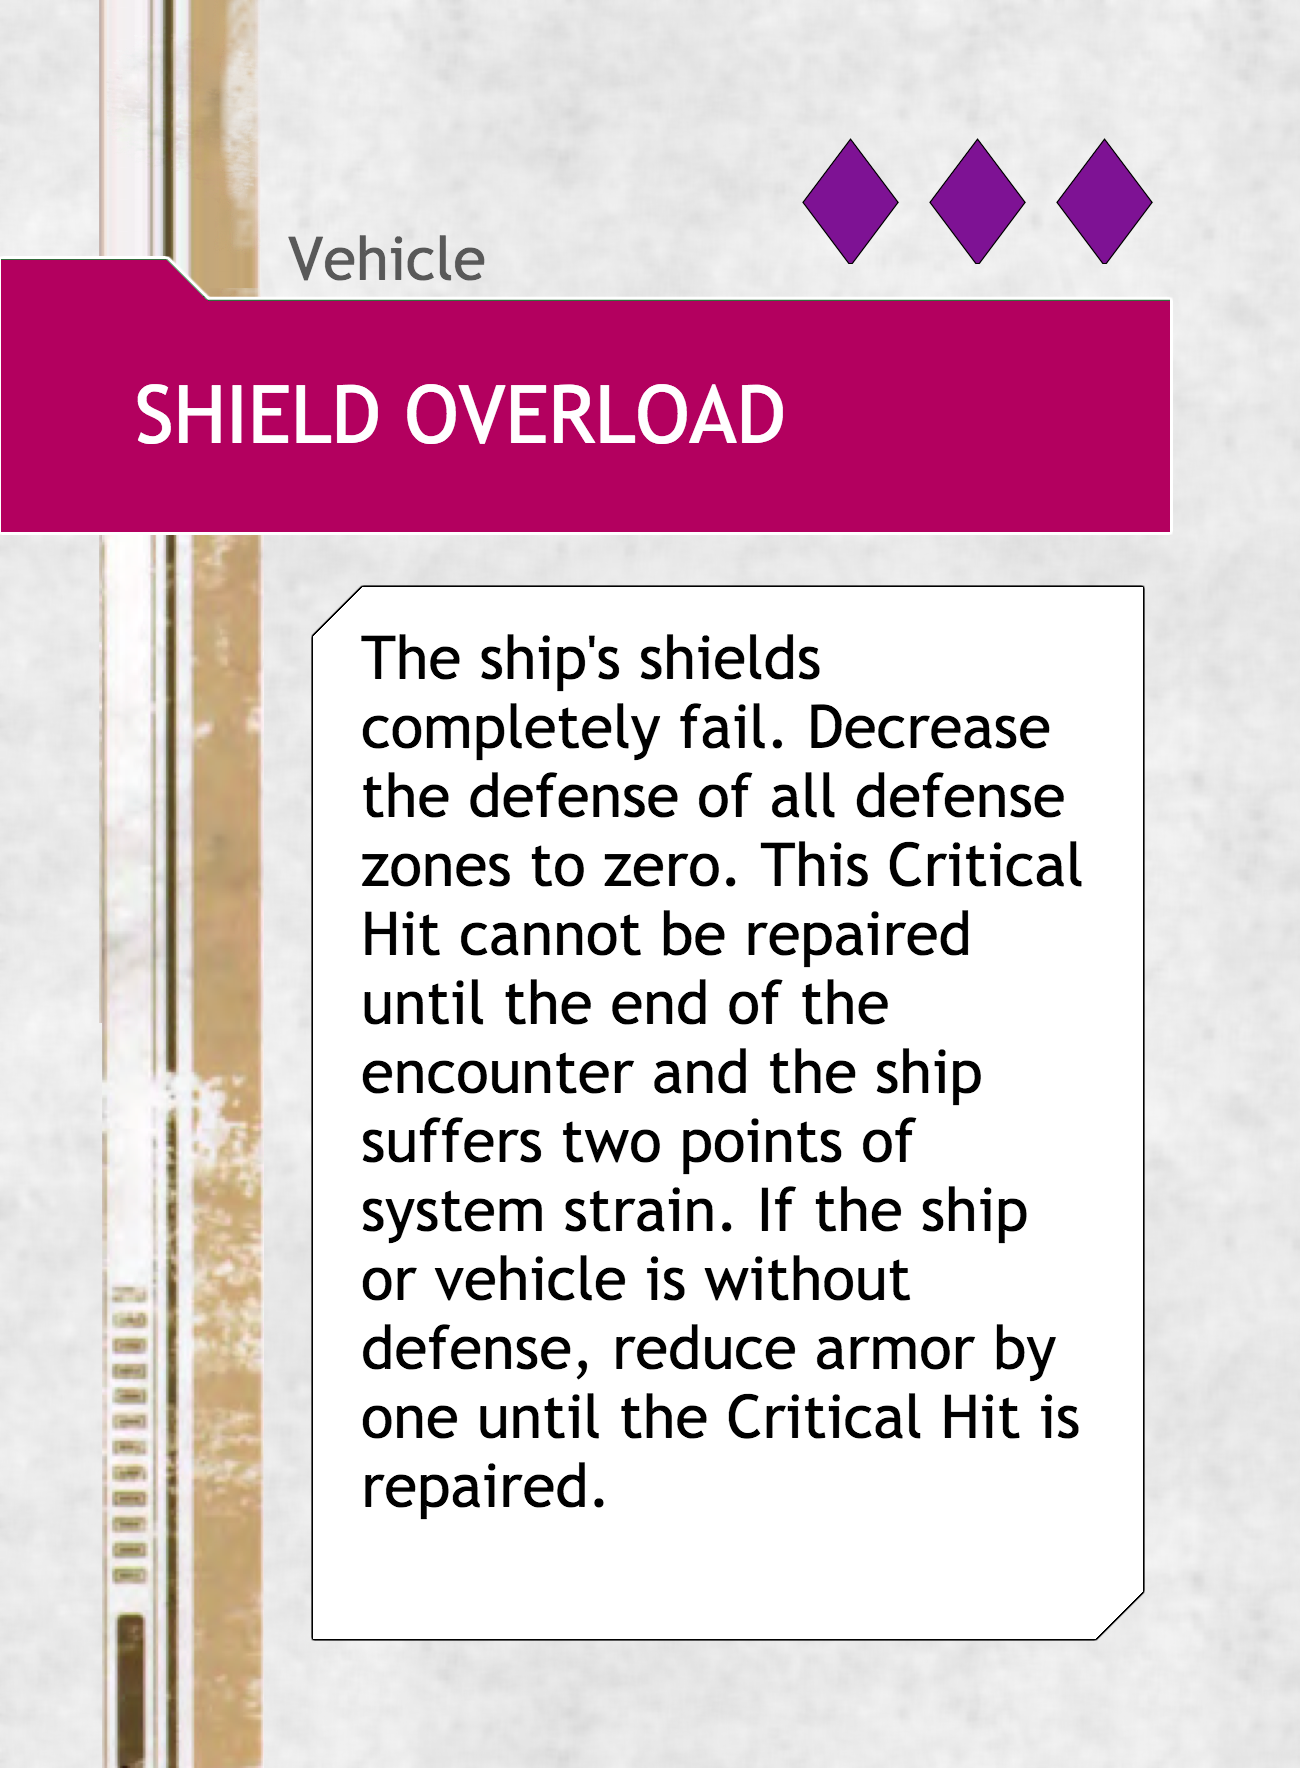 Vehicle
SHIELD OVERLOAD
The ship's shields
completely fail. Decrease
the defense of all defense
zones to zero. This Critical
Hit cannot be repaired
until the end of the
encounter and the ship
suffers two points of
system strain. If the ship
or vehicle is without
defense, reduce armor by
one until the Critical Hit is
repaired.